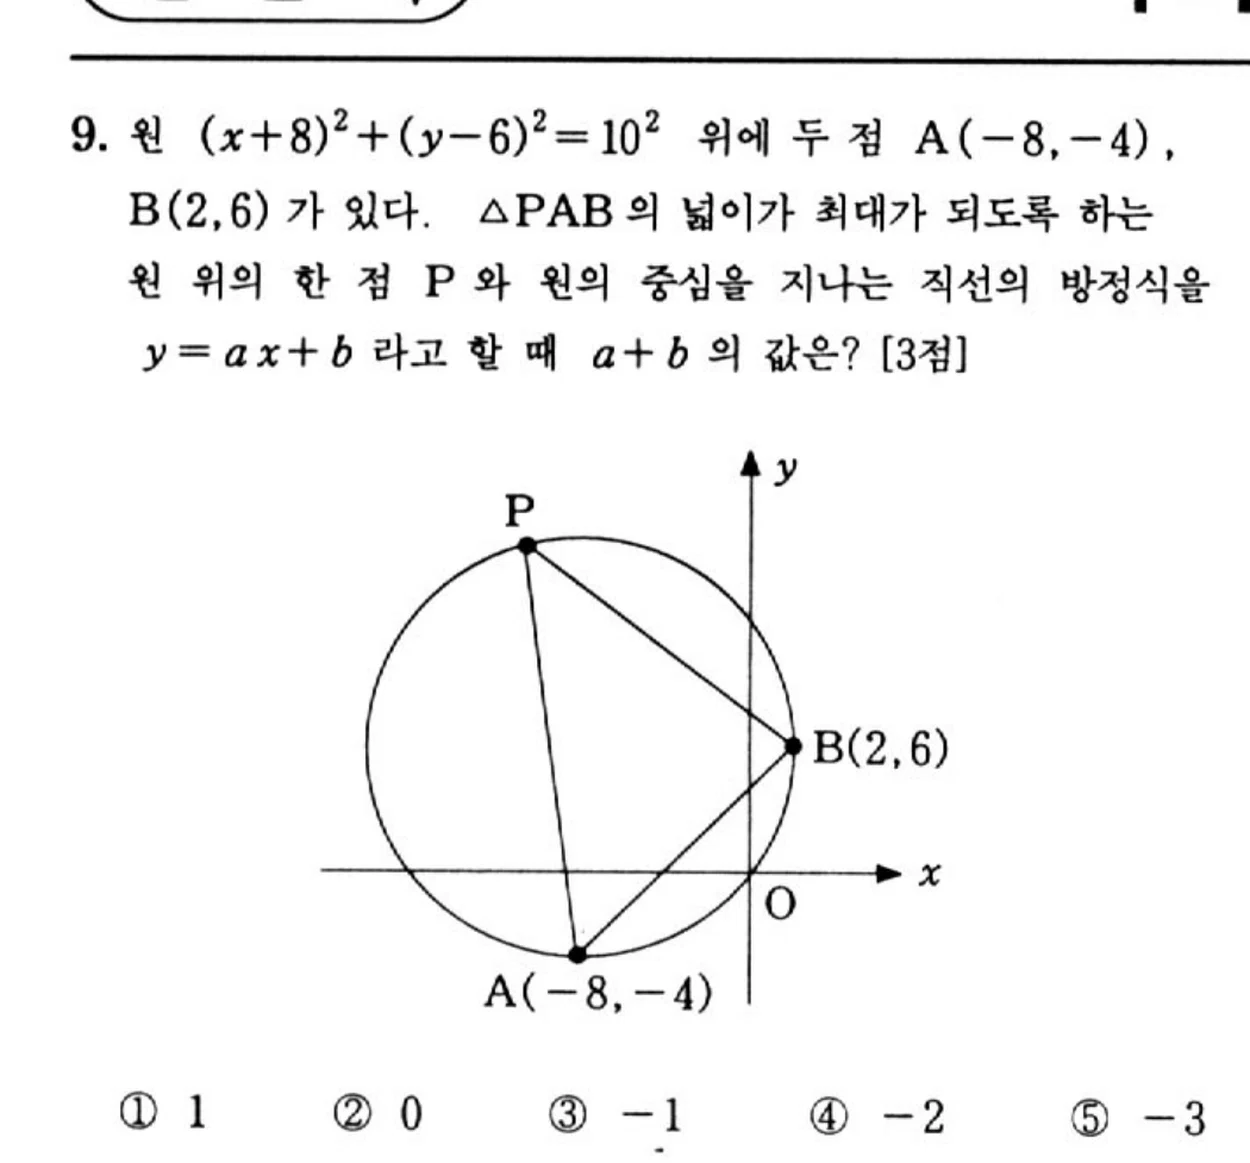 9. 원 (x+8)²+(y−6)²=10² 위에 두 점 A(−8,−4),
B(2,6)가 있다. △PAB의 넓이가 최대가 되도록 하는
원 위의 한 점 P와 원의 중심을 지나는 직선의 방정식을
y=ax+b라고 할 때 a+b의 값은? [3점]
y
P
B(2,6)
x
O
A(−8,−4)
① 1 ② 0 ③ −1 ④ −2 ⑤ −3